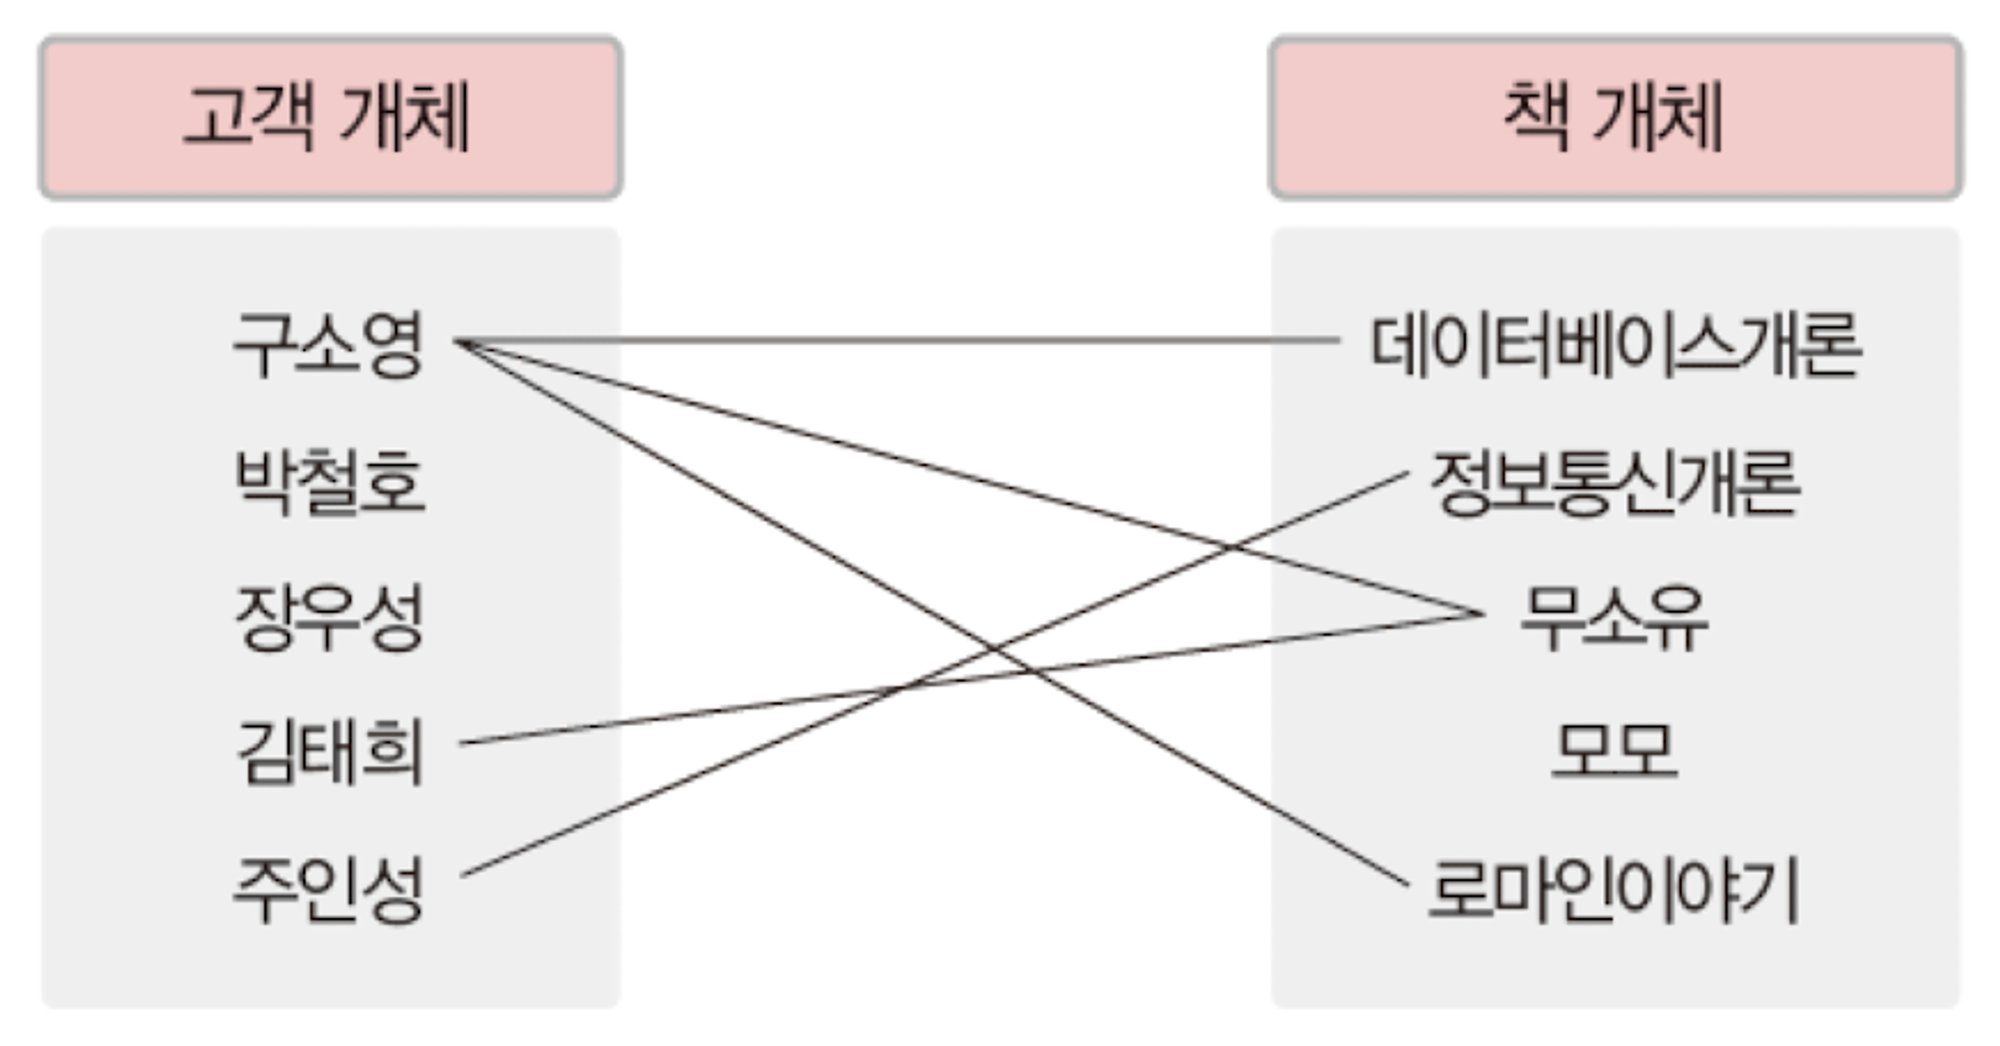 고객 개체
책 개체
구소영
박철호
장우성
김태희
주인성
데이터베이스개론
정보통신개론
무소유
모모
로마인이야기